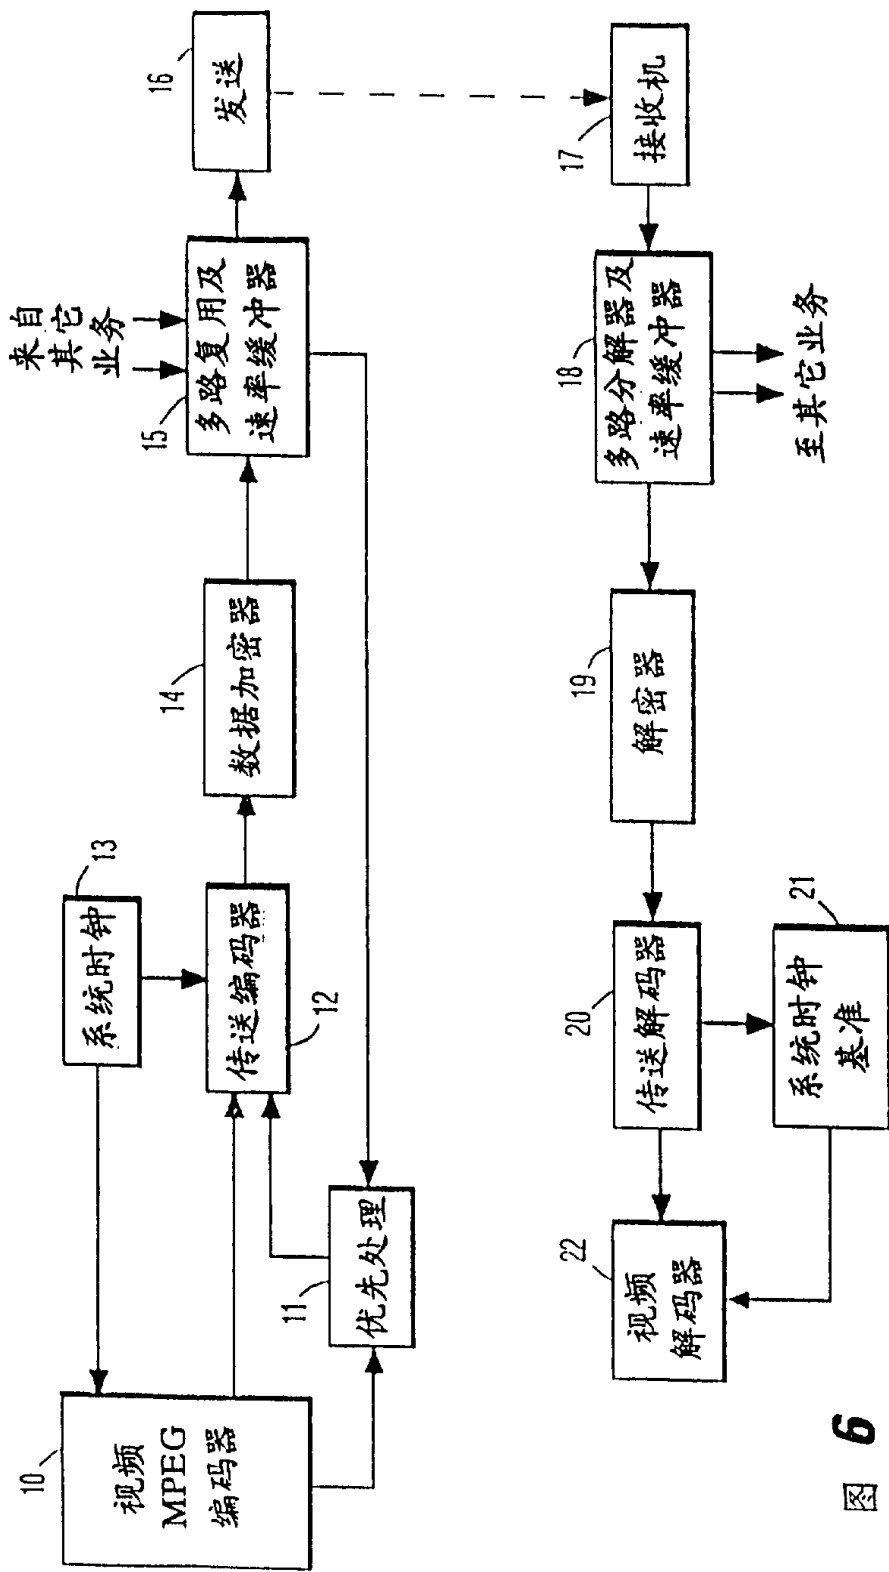 10
视频
MPEG
编码器
11
优先处理
13
系统时钟
传送编码器
12
14
数据加密器
来自
其它
业务
15
多路复用及
速率缓冲器
16
发送
17
接收机
18
多路分解器及
速率缓冲器
至其它业务
19
解密器
20
传送解码器
21
系统时钟
基准
22
视频
解码器
图 6